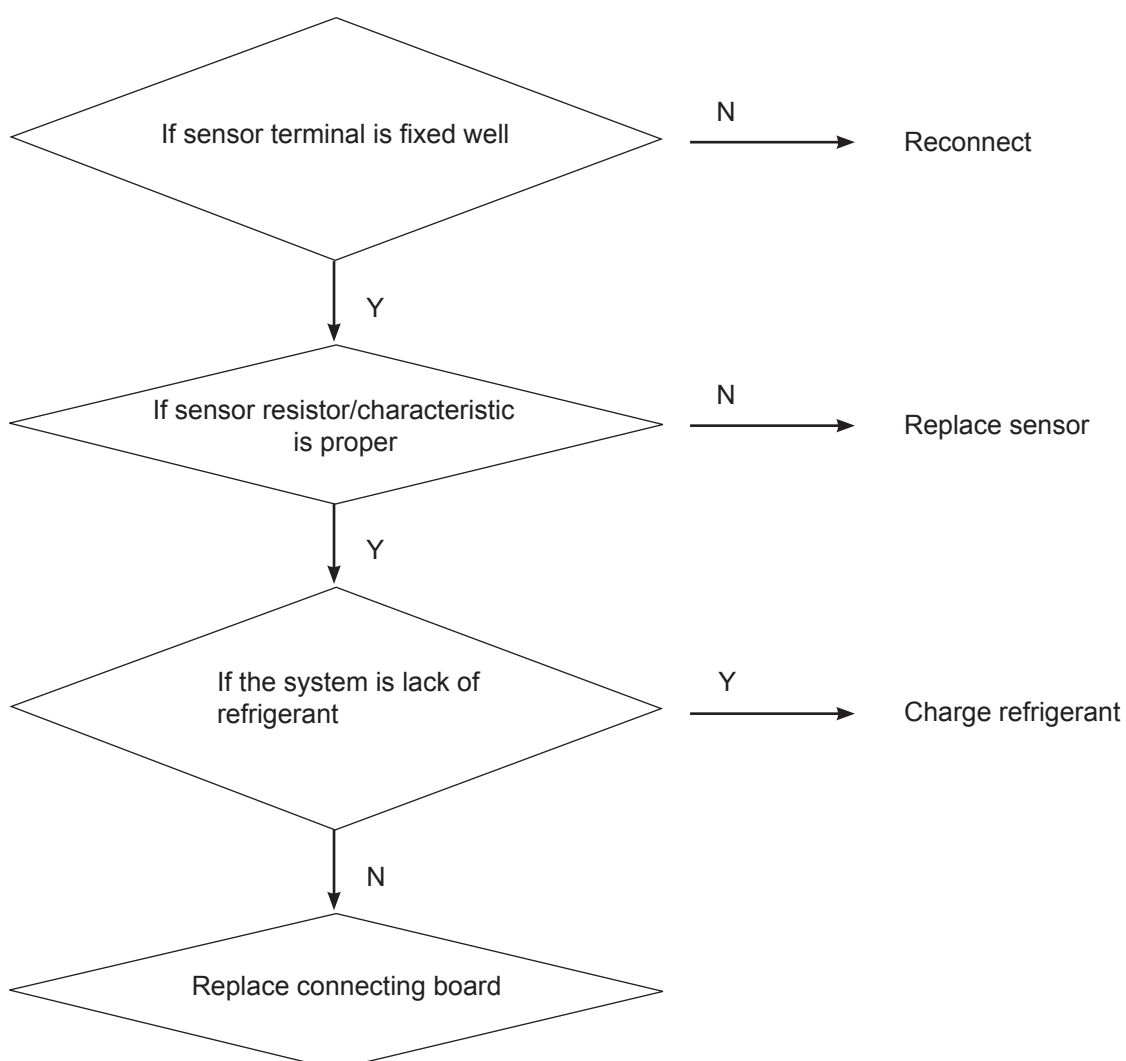 If sensor terminal is fixed well
N
Reconnect
Y
If sensor resistor/characteristic
is proper
N
Replace sensor
Y
If the system is lack of
refrigerant
Y
Charge refrigerant
N
Replace connecting board